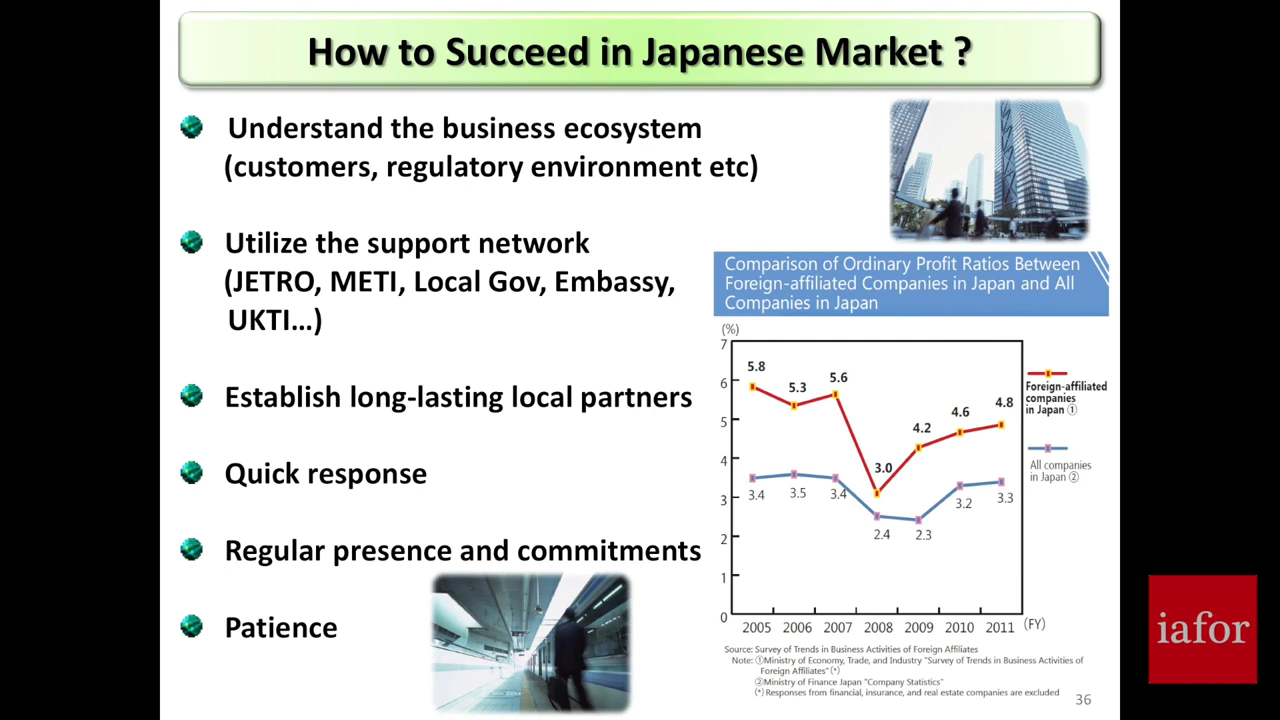 How to Succeed in Japanese Market ?
Understand the business ecosystem
(customers, regulatory environment etc)
Utilize the support network
(JETRO, METI, Local Gov, Embassy,
UKTI...)
Establish long-lasting local partners
Quick response
Regular presence and commitments
Patience
Comparison of Ordinary Profit Ratios Between
Foreign-affiliated Companies in Japan and All
Companies in Japan
(%)
7
6
5
4
3
2
1
0
5.8
5.3
5.6
3.0
4.2
4.6
4.8
3.4
3.5
3.4
2.4
2.3
3.2
3.3
Foreign-affiliated
companies
in Japan ①
All companies
in Japan ②
2005 2006 2007 2008 2009 2010 2011 (FY)
Source: Survey of Trends in Business Activities of Foreign Affiliates
Note: ①Ministry of Economy, Trade, and Industry "Survey of Trends in Business Activities of
Foreign Affiliates"(*)
②Ministry of Finance Japan "Company Statistics"
(*) Responses from financial, insurance, and real estate companies are excluded
36
iafor